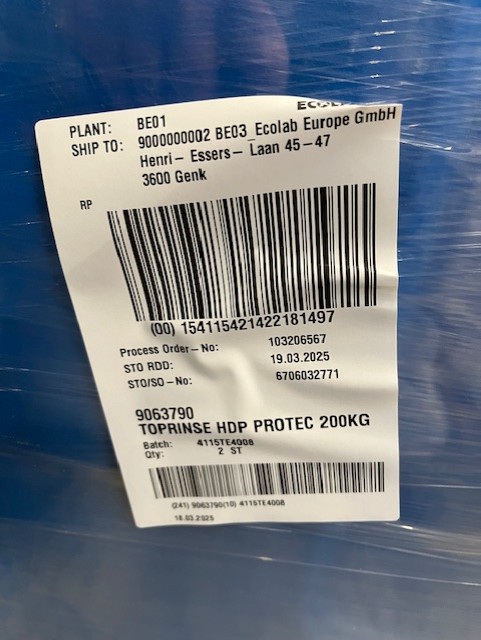 PLANT: BE01
SHIP TO: 9000000002 BE03_Ecolab Europe GmbH
Henri- Essers- Laan 45-47
3600 Genk
RP
(00) 154115421422181497
Process Order-No: 103206567
STO RDD: 19.03.2025
STO/SO-No: 6706032771
9063790
TOPRINSE HDP PROTEC 200KG
Batch: 4115TE4008
Qty: 2 ST
(241) 9063790(10) 4115TE4008
18.03.2025